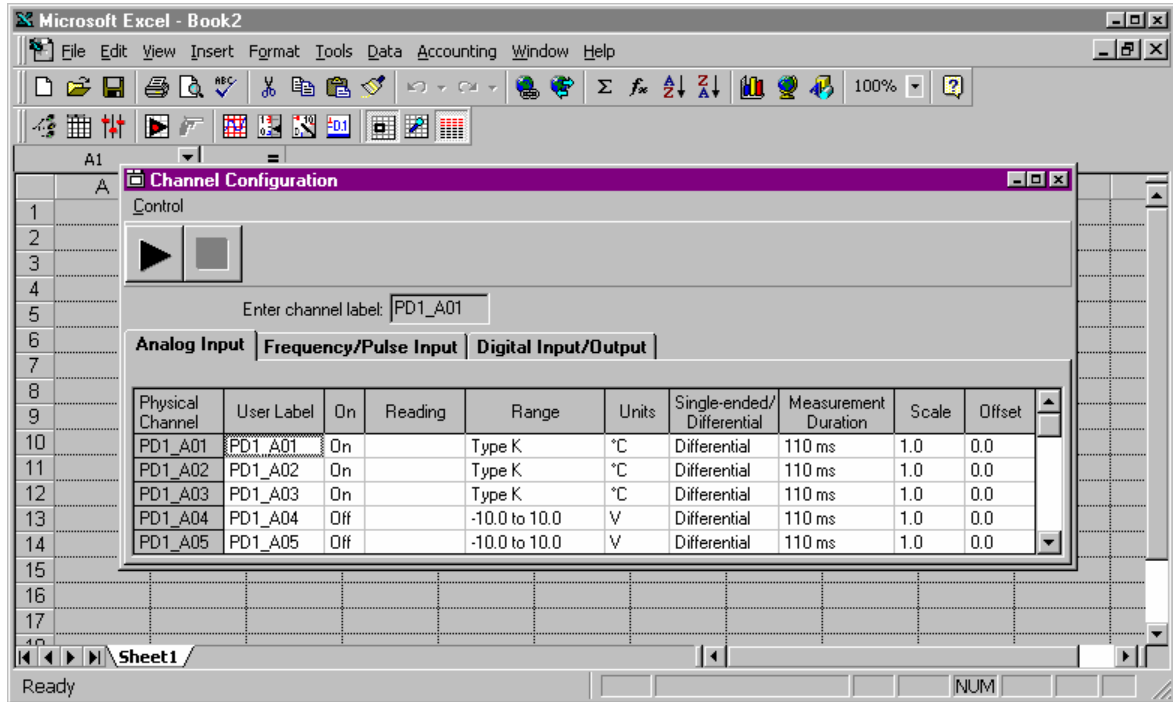 Microsoft Excel - Book2
File Edit View Insert Format Tools Data Accounting Window Help
ABC Σ fx A Z Z A 100% ?
+0.1
A1 =
A
Channel Configuration
Control
Enter channel label: PD1_A01
Analog Input Frequency/Pulse Input Digital Input/Output
Physical Channel User Label On Reading Range Units Single-ended/ Differential Measurement Duration Scale Offset
PD1_A01 PD1_A01 On Type K °C Differential 110 ms 1.0 0.0
PD1_A02 PD1_A02 On Type K °C Differential 110 ms 1.0 0.0
PD1_A03 PD1_A03 On Type K °C Differential 110 ms 1.0 0.0
PD1_A04 PD1_A04 Off -10.0 to 10.0 V Differential 110 ms 1.0 0.0
PD1_A05 PD1_A05 Off -10.0 to 10.0 V Differential 110 ms 1.0 0.0
1
2
3
4
5
6
7
8
9
10
11
12
13
14
15
16
17
Sheet1
Ready NUM